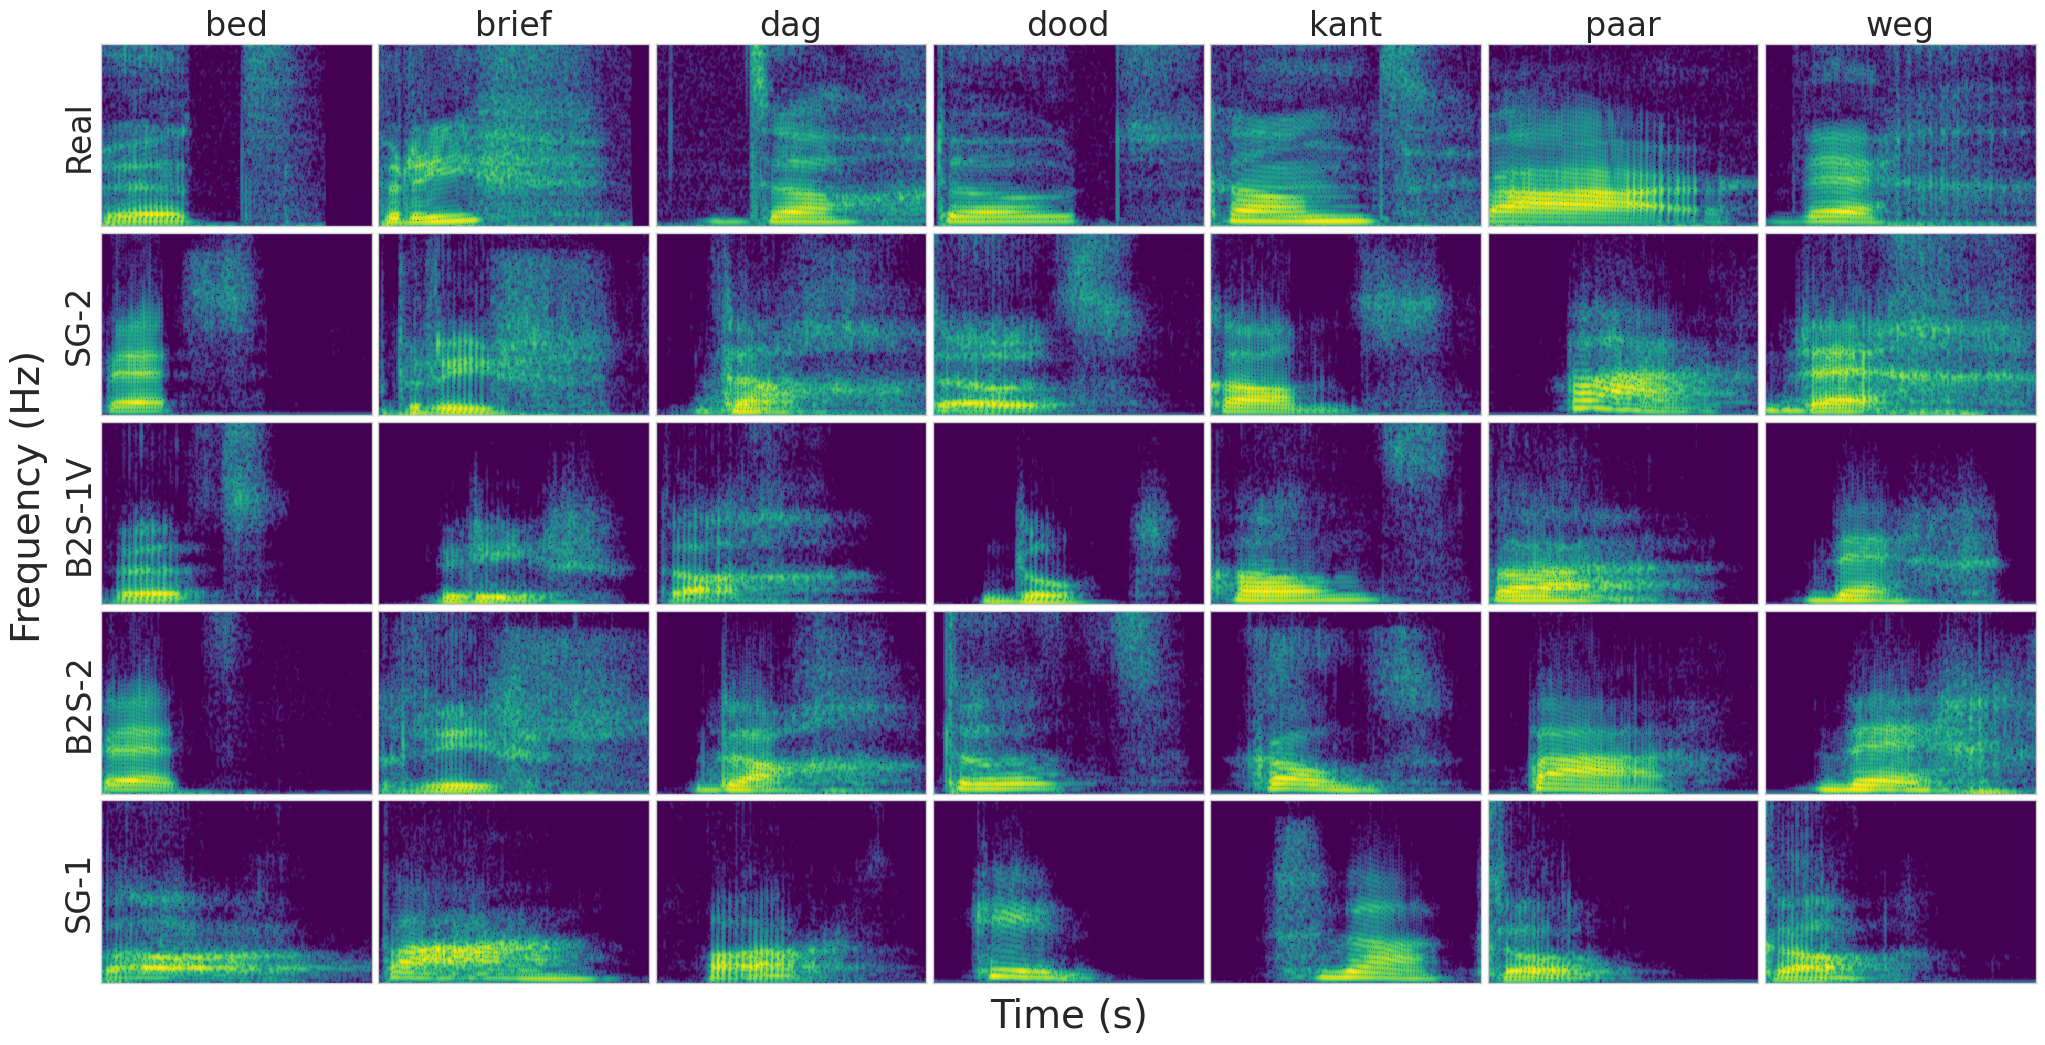 bed brief dag dood kant paar weg
Real
SG-2
B2S-1V
B2S-2
SG-1
Frequency (Hz)
Time (s)